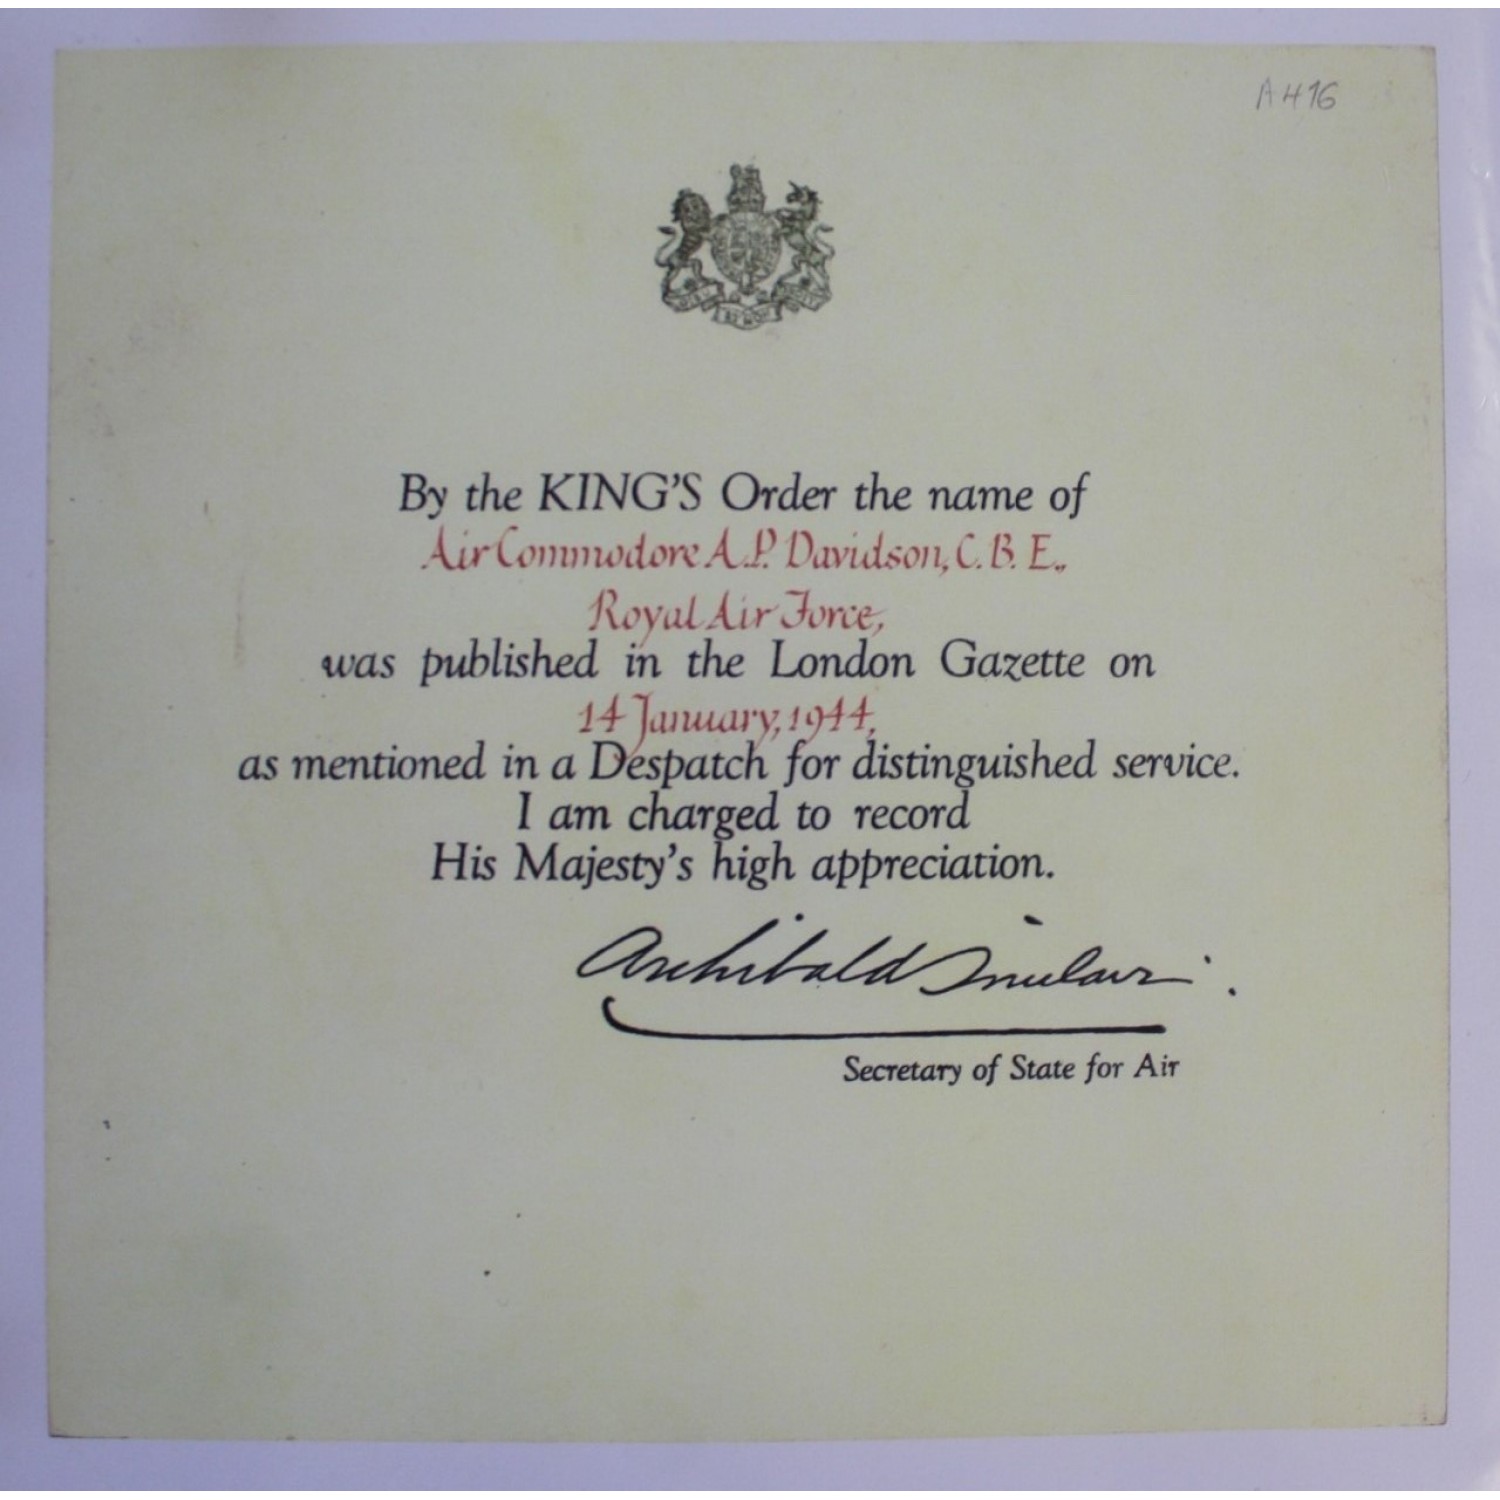 A416
By the KING'S Order the name of
Air Commodore A.P. Davidson, C.B.E.,
Royal Air Force,
was published in the London Gazette on
14 January, 1944,
as mentioned in a Despatch for distinguished service.
I am charged to record
His Majesty's high appreciation.
Archibald Sinclair.
Secretary of State for Air